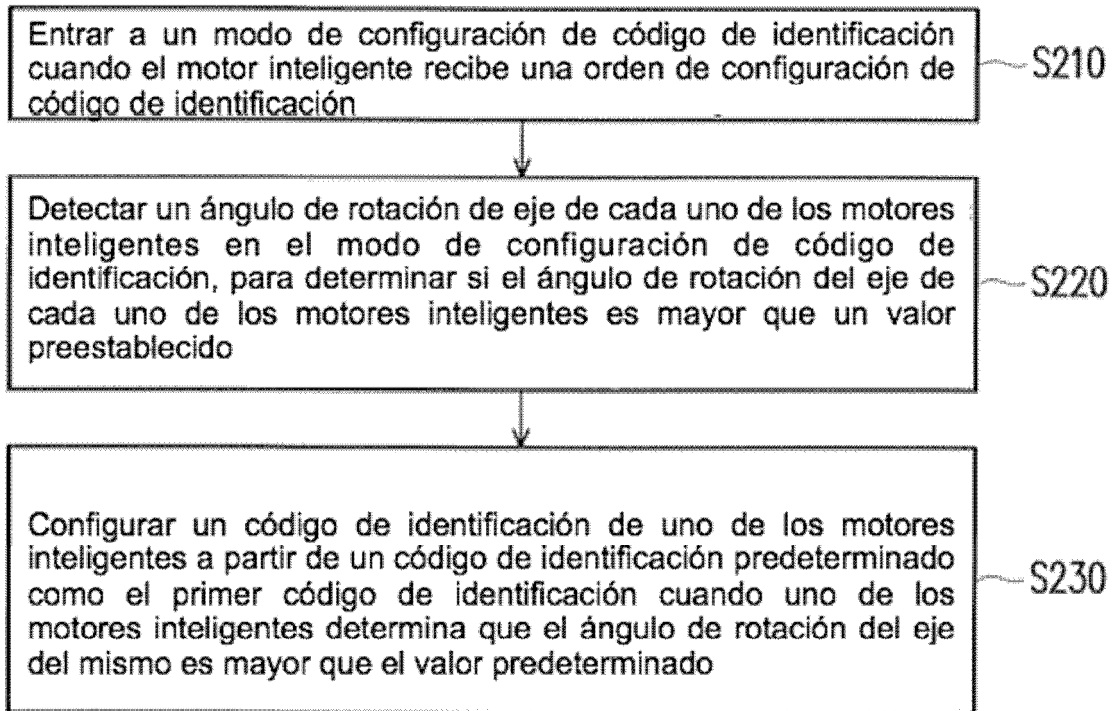 Entrar a un modo de configuración de código de identificación
cuando el motor inteligente recibe una orden de configuración de
código de identificación
S210
Detectar un ángulo de rotación de eje de cada uno de los motores
inteligentes en el modo de configuración de código de
identificación, para determinar si el ángulo de rotación del eje de
cada uno de los motores inteligentes es mayor que un valor
preestablecido
S220
Configurar un código de identificación de uno de los motores
inteligentes a partir de un código de identificación predeterminado
como el primer código de identificación cuando uno de los
motores inteligentes determina que el ángulo de rotación del eje
del mismo es mayor que el valor predeterminado
S230